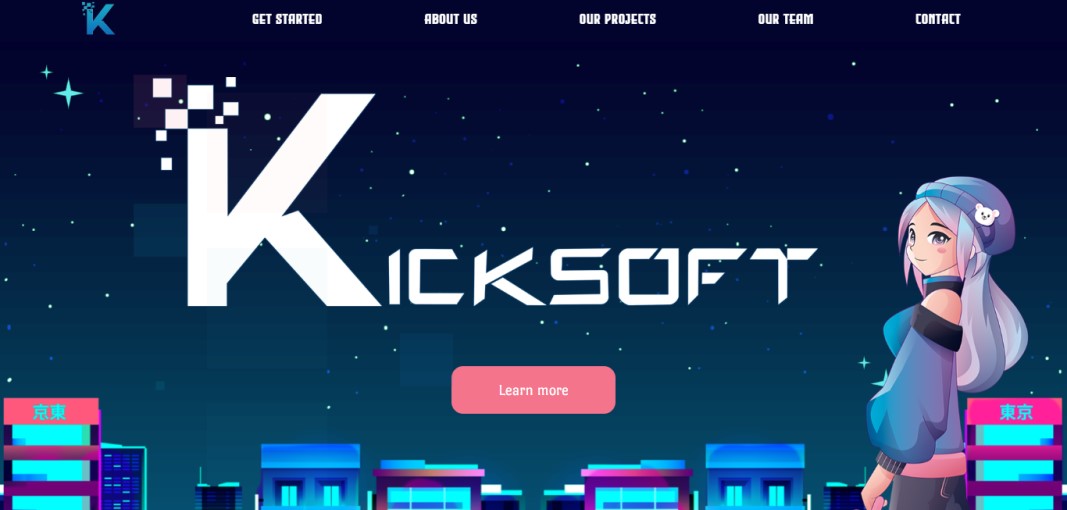 K
GET STARTED
ABOUT US
OUR PROJECTS
OUR TEAM
CONTACT
KICKSOFT
Learn more
京東
東京